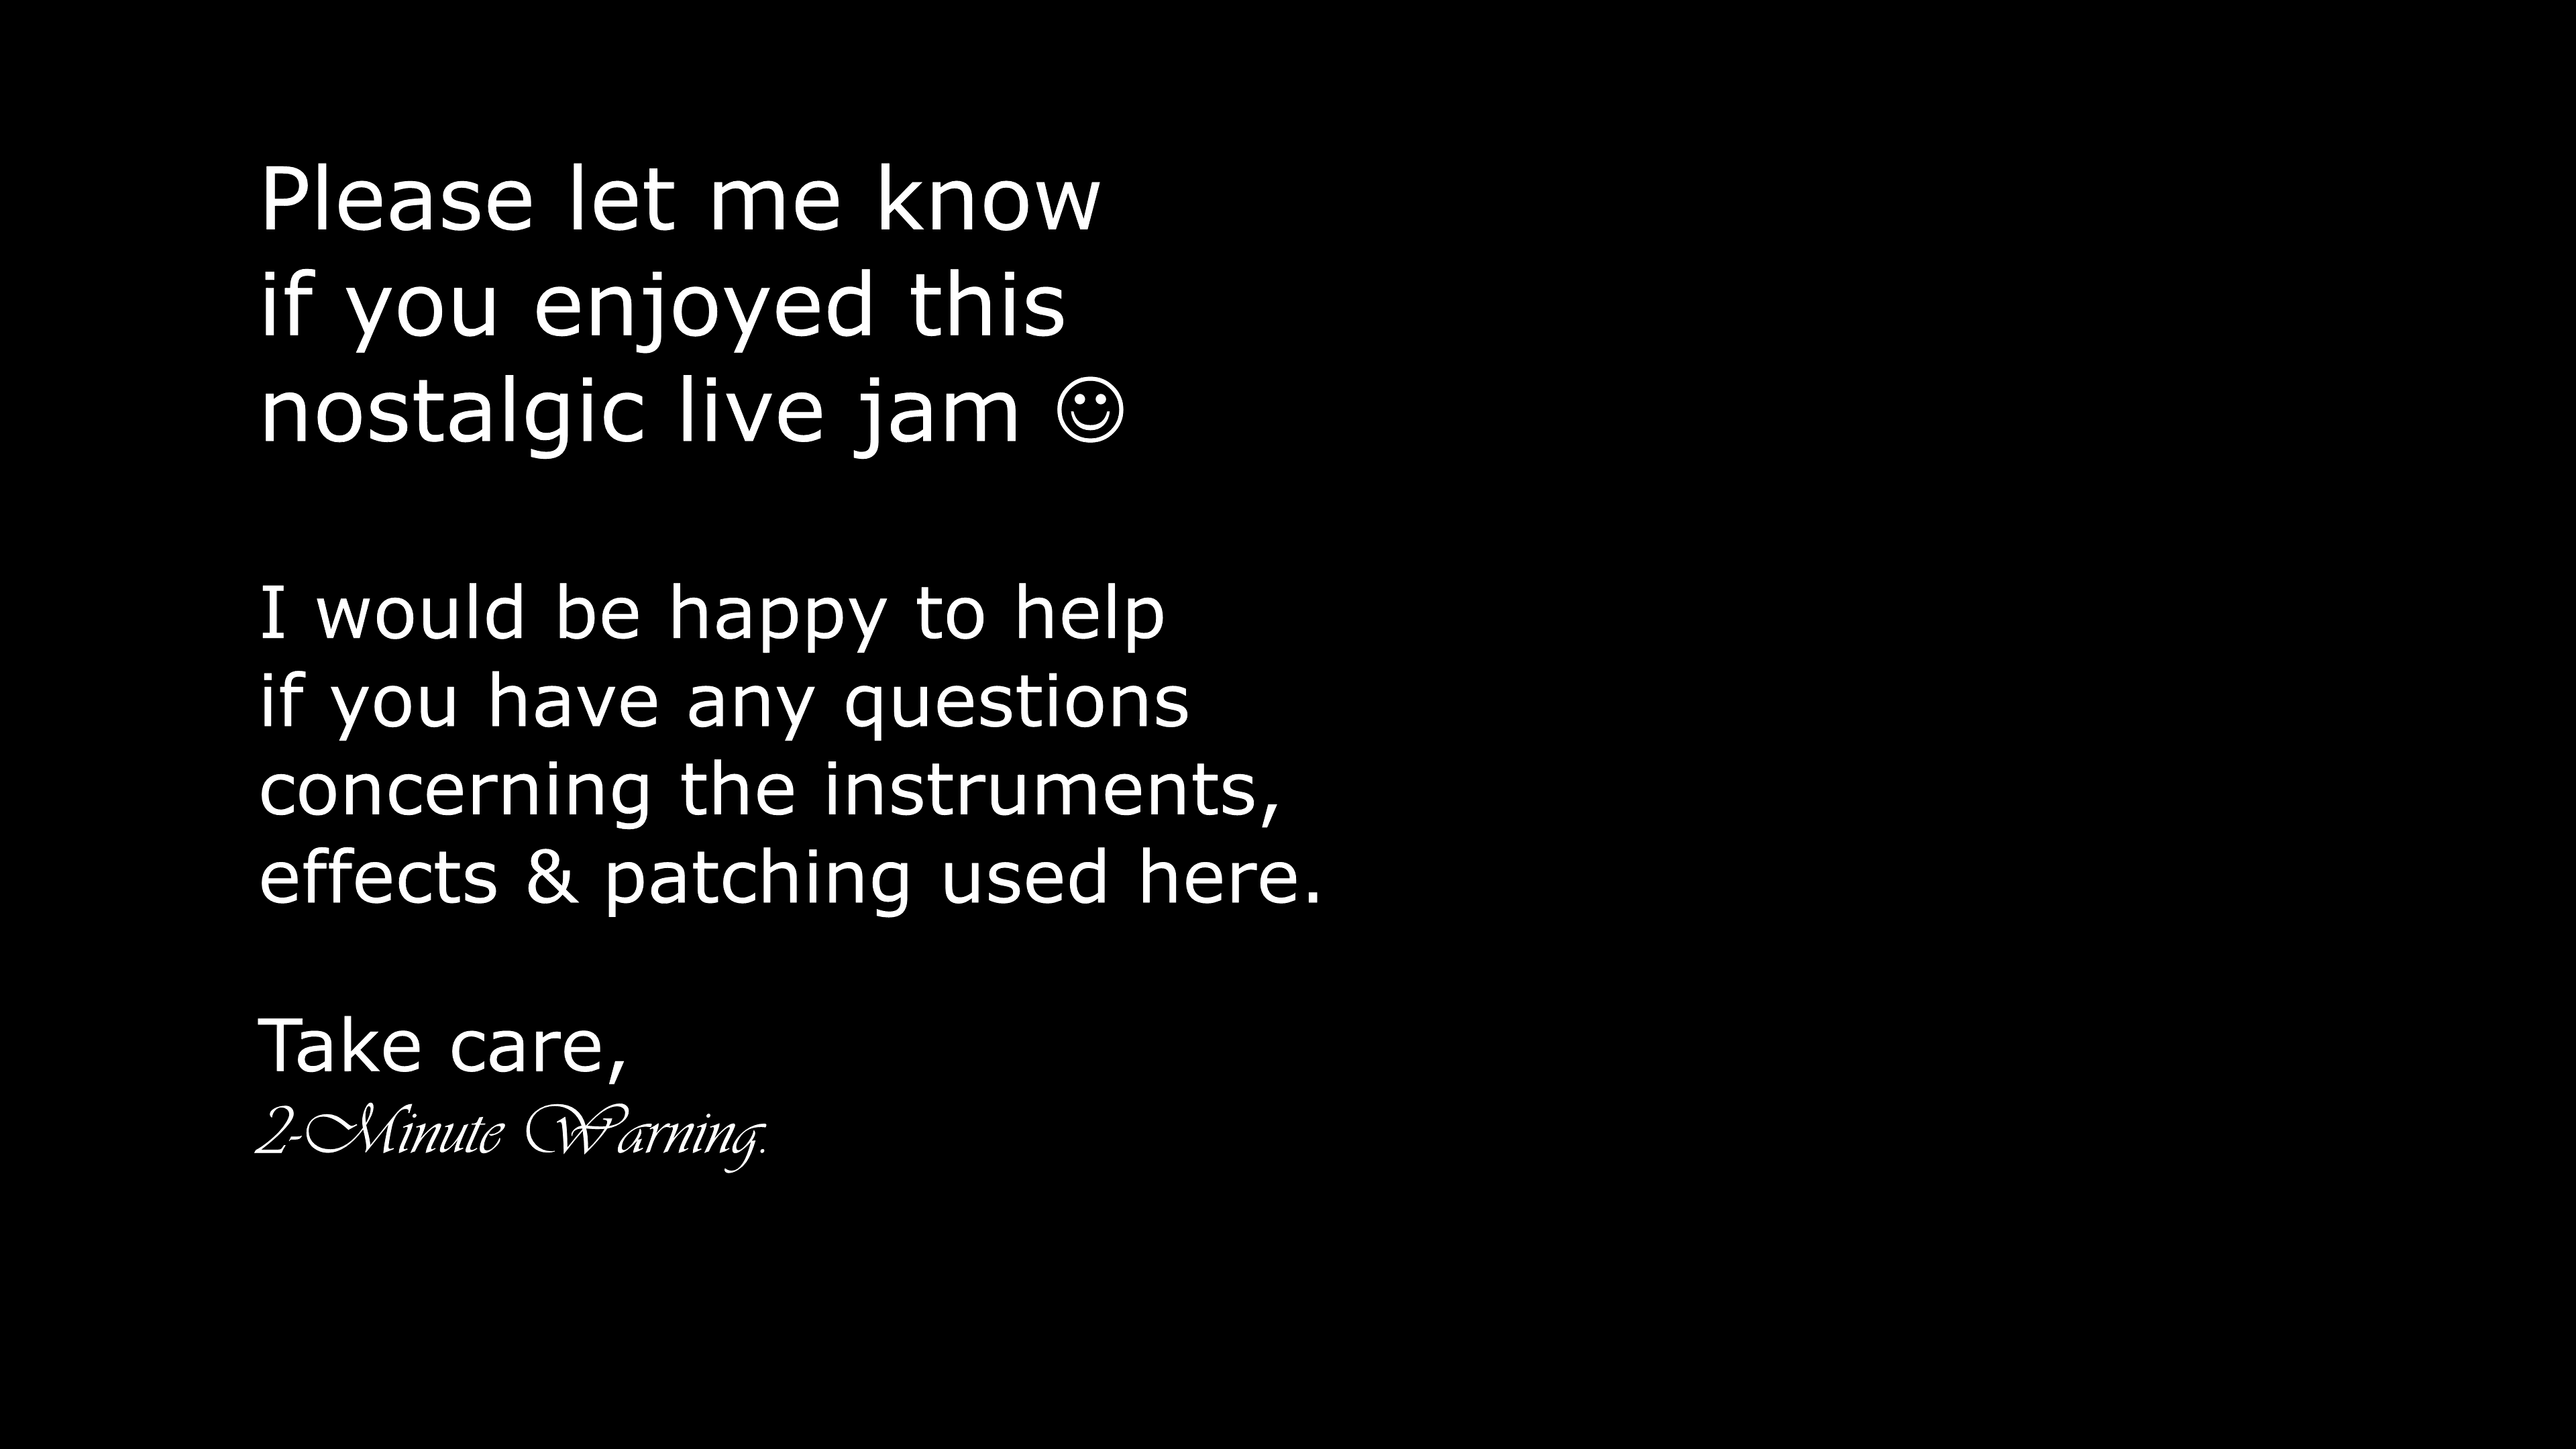 Please let me know
if you enjoyed this
nostalgic live jam ☺
I would be happy to help
if you have any questions
concerning the instruments,
effects & patching used here.
Take care,
2-Minute Warning.